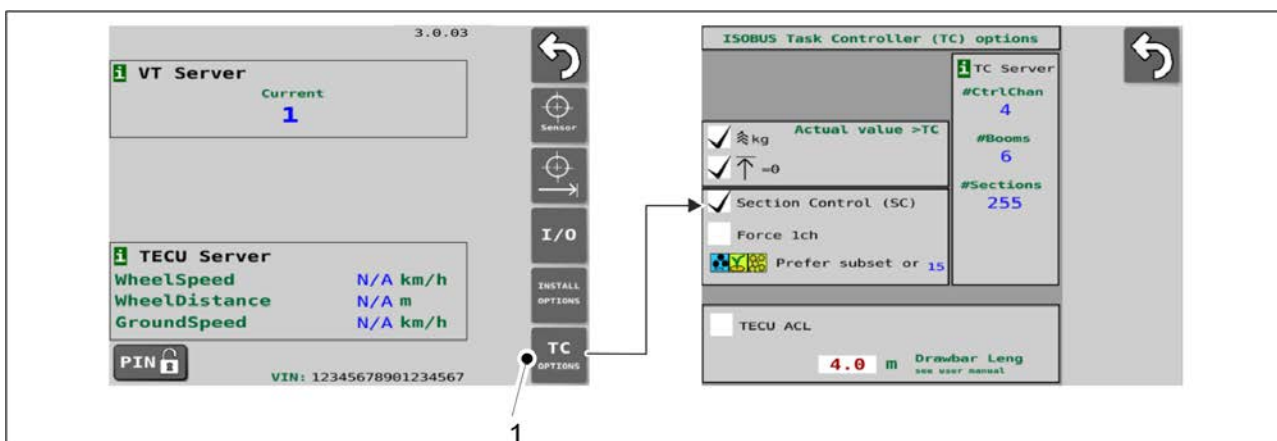 3.0.03
i VT Server
Current
1
Sensor
I/O
i TECU Server
WheelSpeed N/A km/h
WheelDistance N/A m
GroundSpeed N/A km/h
INSTALL
OPTIONS
TC
OPTIONS
PIN
VIN: 12345678901234567
1
ISOBUS Task Controller (TC) options
i TC Server
#CtrlChan
4
#Booms
6
#Sections
255
Actual value >TC
kg
=0
Section Control (SC)
Force 1ch
Prefer subset or 15
TECU ACL
4.0 m Drawbar Leng
see user manual